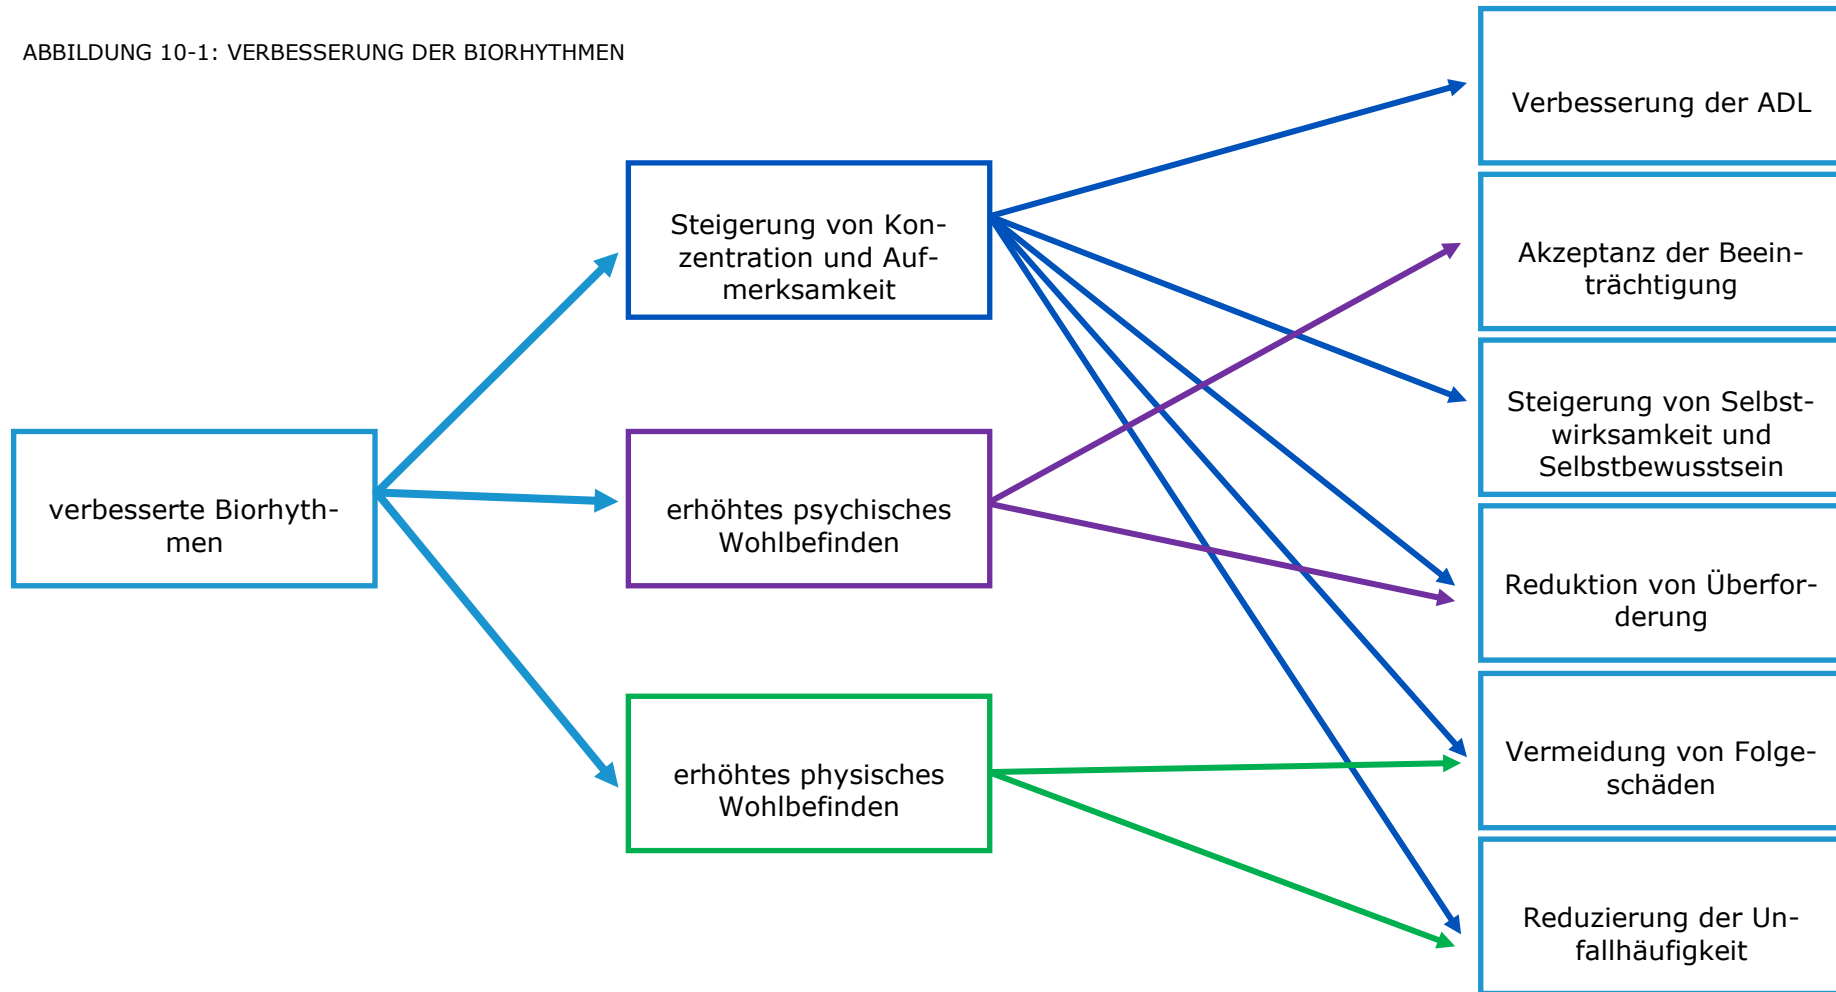 ABBILDUNG 10-1: VERBESSERUNG DER BIORHYTHMEN
verbesserte Biorhyth-
men
Steigerung von Kon-
zentration und Auf-
merksamkeit
erhöhtes psychisches
Wohlbefinden
erhöhtes physisches
Wohlbefinden
Verbesserung der ADL
Akzeptanz der Beein-
trächtigung
Steigerung von Selbst-
wirksamkeit und
Selbstbewusstsein
Reduktion von Überfor-
derung
Vermeidung von Folge-
schäden
Reduzierung der Un-
fallhäufigkeit